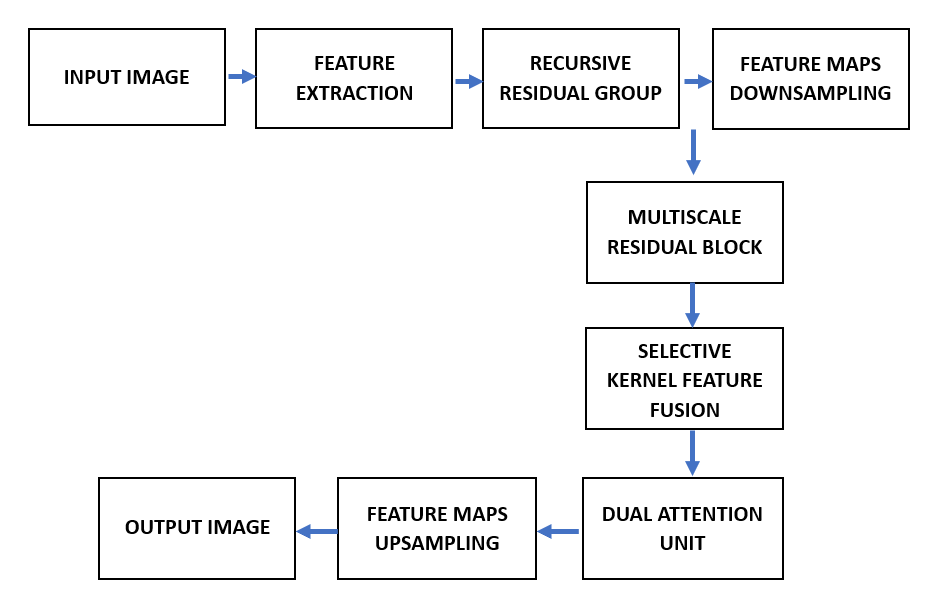 INPUT IMAGE
FEATURE
EXTRACTION
RECURSIVE
RESIDUAL GROUP
FEATURE MAPS
DOWNSAMPLING
MULTISCALE
RESIDUAL BLOCK
SELECTIVE
KERNEL FEATURE
FUSION
DUAL ATTENTION
UNIT
FEATURE MAPS
UPSAMPLING
OUTPUT IMAGE